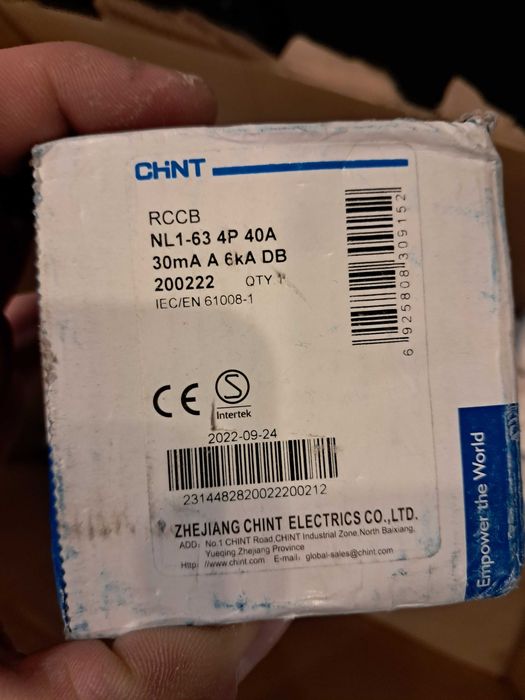 CHNT
RCCB
NL1-63 4P 40A
30mA A 6kA DB
200222 QTY 1
IEC/EN 61008-1
6925808309152
CE
S
Intertek
2022-09-24
2314482820022200212
ZHEJIANG CHINT ELECTRICS CO.,LTD.
ADD: No.1 CHINT Road,CHINT Industrial Zone,North Baixiang,
Yueqing Zhejiang Province
Http: //www.chint.com E-mail: global-sales@chint.com
Empower the World